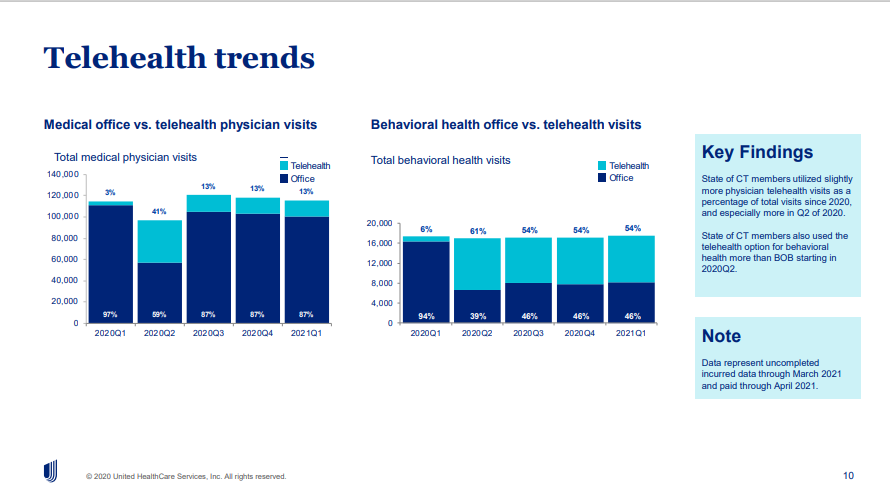 Telehealth trends
Medical office vs. telehealth physician visits
Total medical physician visits
Telehealth
Office
140,000
120,000
100,000
80,000
60,000
40,000
20,000
0
3%
41%
13%
13%
13%
97%
59%
87%
87%
87%
2020Q1
2020Q2
2020Q3
2020Q4
2021Q1
Behavioral health office vs. telehealth visits
Total behavioral health visits
Telehealth
Office
20,000
16,000
12,000
8,000
4,000
0
6%
61%
54%
54%
54%
94%
39%
46%
46%
46%
2020Q1
2020Q2
2020Q3
2020Q4
2021Q1
Key Findings
State of CT members utilized slightly
more physician telehealth visits as a
percentage of total visits since 2020,
and especially more in Q2 of 2020.
State of CT members also used the
telehealth option for behavioral
health more than BOB starting in
2020Q2.
Note
Data represent uncompleted
incurred data through March 2021
and paid through April 2021.
© 2020 United HealthCare Services, Inc. All rights reserved.
10